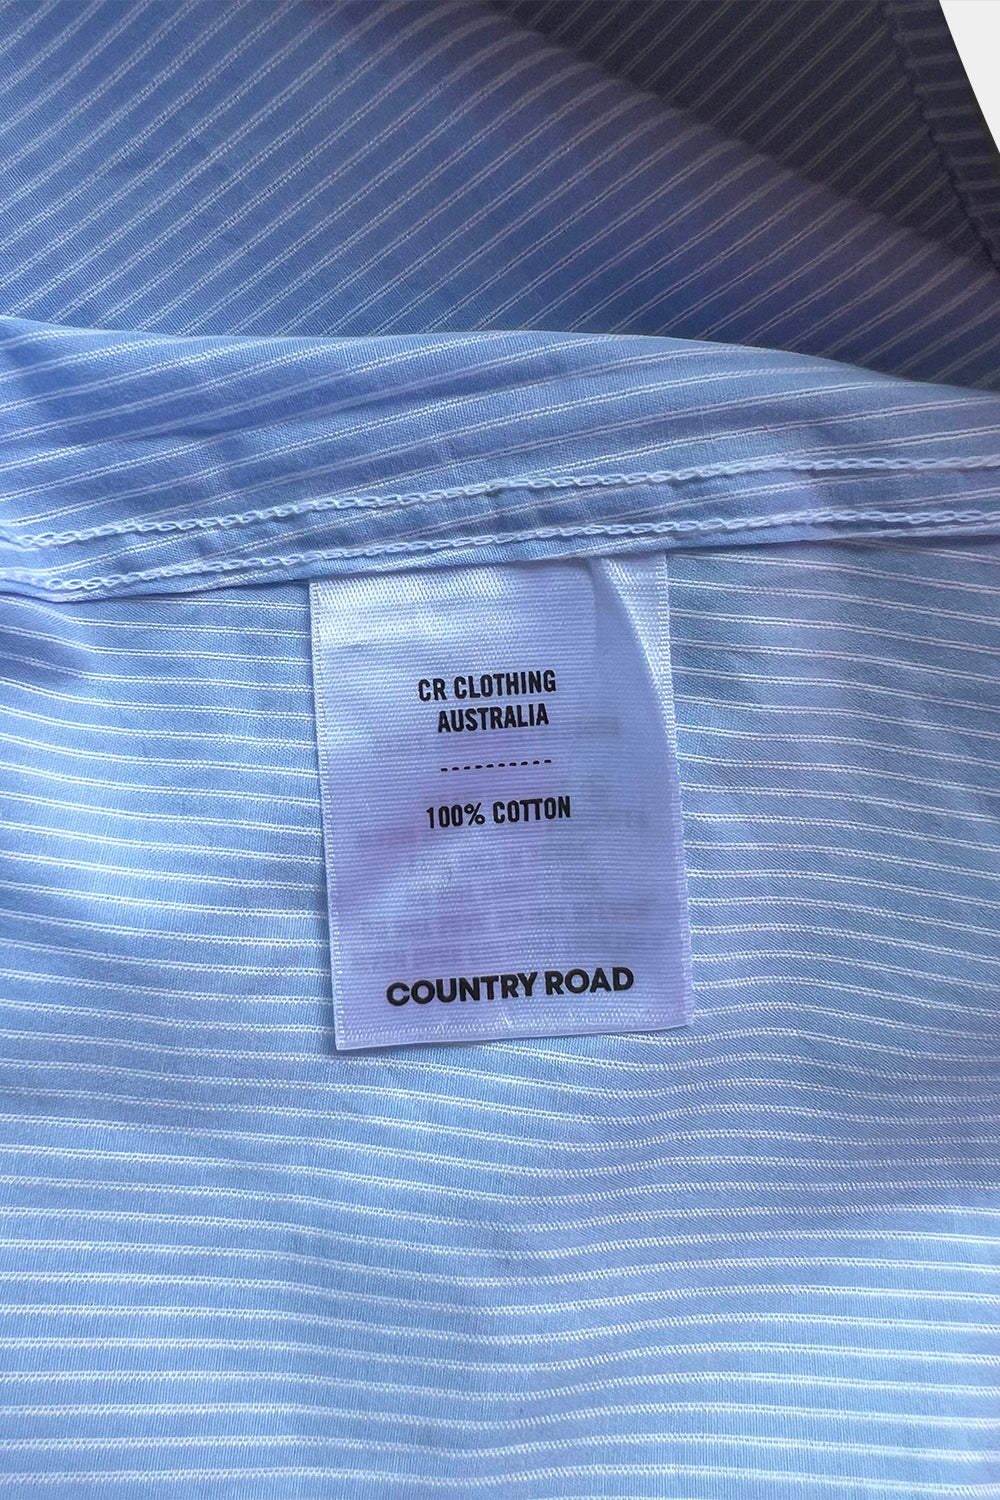 CR CLOTHING
AUSTRALIA
----------
100% COTTON
COUNTRY ROAD